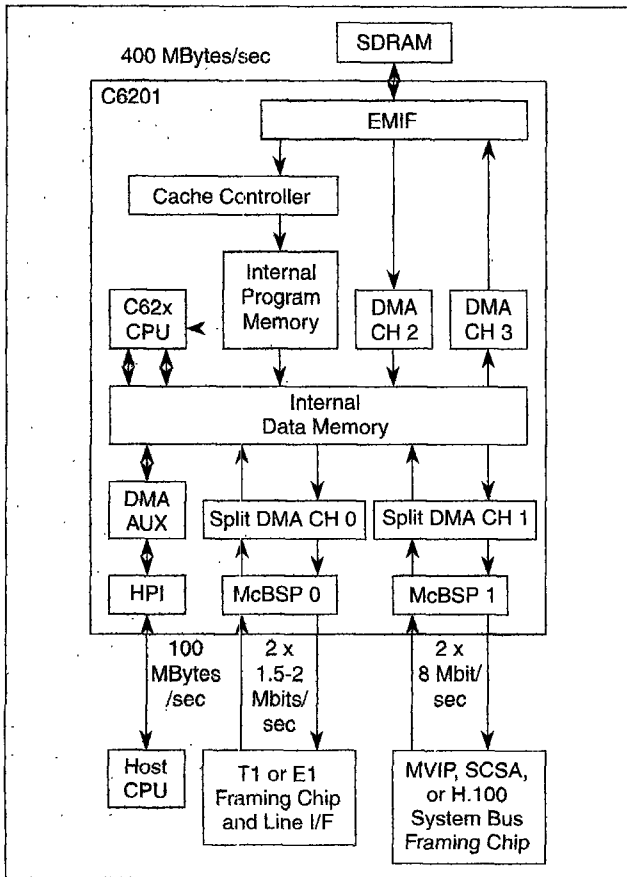 SDRAM
400 MBytes/sec
C6201
EMIF
Cache Controller
Internal
Program
Memory
C62x
CPU
DMA
CH 2
DMA
CH 3
Internal
Data Memory
DMA
AUX
Split DMA CH 0
Split DMA CH 1
HPI
McBSP 0
McBSP 1
100
MBytes
/sec
2 x
1.5-2
Mbits/
sec
2 x
8 Mbit/
sec
Host
CPU
T1 or E1
Framing Chip
and Line I/F
MVIP, SCSA,
or H.100
System Bus
Framing Chip